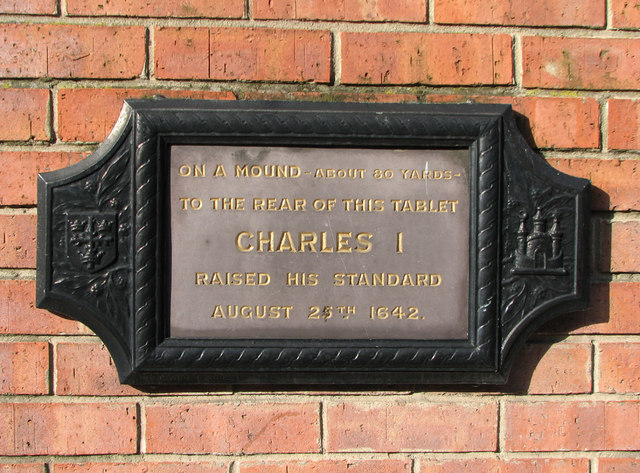 ON A MOUND - ABOUT 80 YARDS -
TO THE REAR OF THIS TABLET
CHARLES I
RAISED HIS STANDARD
AUGUST 25TH 1642.